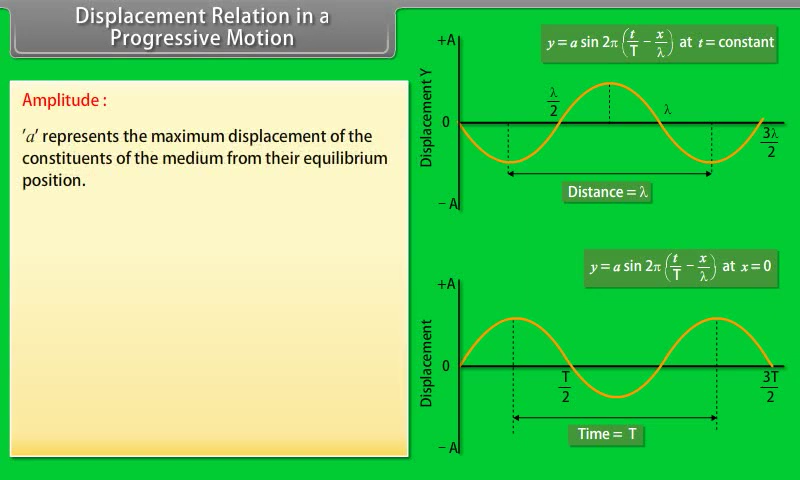 Displacement Relation in a
Progressive Motion
Amplitude :
'a' represents the maximum displacement of the
constituents of the medium from their equilibrium
position.
+A
y = a sin 2π (t/T − x/λ) at t = constant
Displacement Y
λ/2
λ
0
3λ/2
Distance = λ
− A
y = a sin 2π (t/T − x/λ) at x = 0
+A
Displacement
0
T/2
3T/2
Time = T
− A